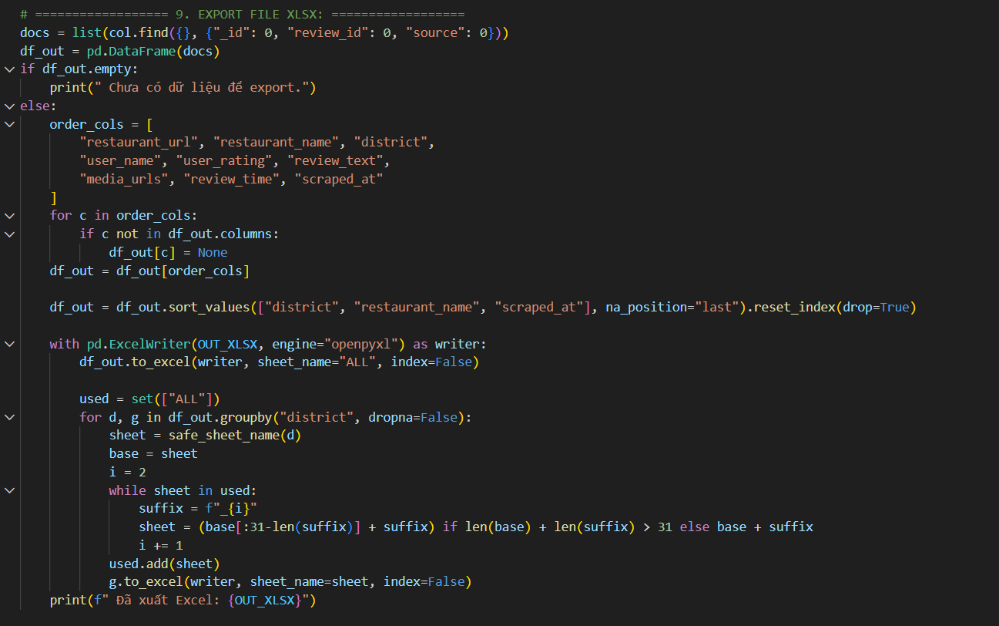 # ================== 9. EXPORT FILE XLSX: ==================
docs = list(col.find({}, {"_id": 0, "review_id": 0, "source": 0}))
df_out = pd.DataFrame(docs)
if df_out.empty:
    print(" Chưa có dữ liệu để export.")
else:
    order_cols = [
        "restaurant_url", "restaurant_name", "district",
        "user_name", "user_rating", "review_text",
        "media_urls", "review_time", "scraped_at"
    ]
    for c in order_cols:
        if c not in df_out.columns:
            df_out[c] = None
    df_out = df_out[order_cols]

    df_out = df_out.sort_values(["district", "restaurant_name", "scraped_at"], na_position="last").reset_index(drop=True)

    with pd.ExcelWriter(OUT_XLSX, engine="openpyxl") as writer:
        df_out.to_excel(writer, sheet_name="ALL", index=False)

        used = set(["ALL"])
        for d, g in df_out.groupby("district", dropna=False):
            sheet = safe_sheet_name(d)
            base = sheet
            i = 2
            while sheet in used:
                suffix = f"_{i}"
                sheet = (base[:31-len(suffix)] + suffix) if len(base) + len(suffix) > 31 else base + suffix
                i += 1
            used.add(sheet)
            g.to_excel(writer, sheet_name=sheet, index=False)
    print(f" Đã xuất Excel: {OUT_XLSX}")